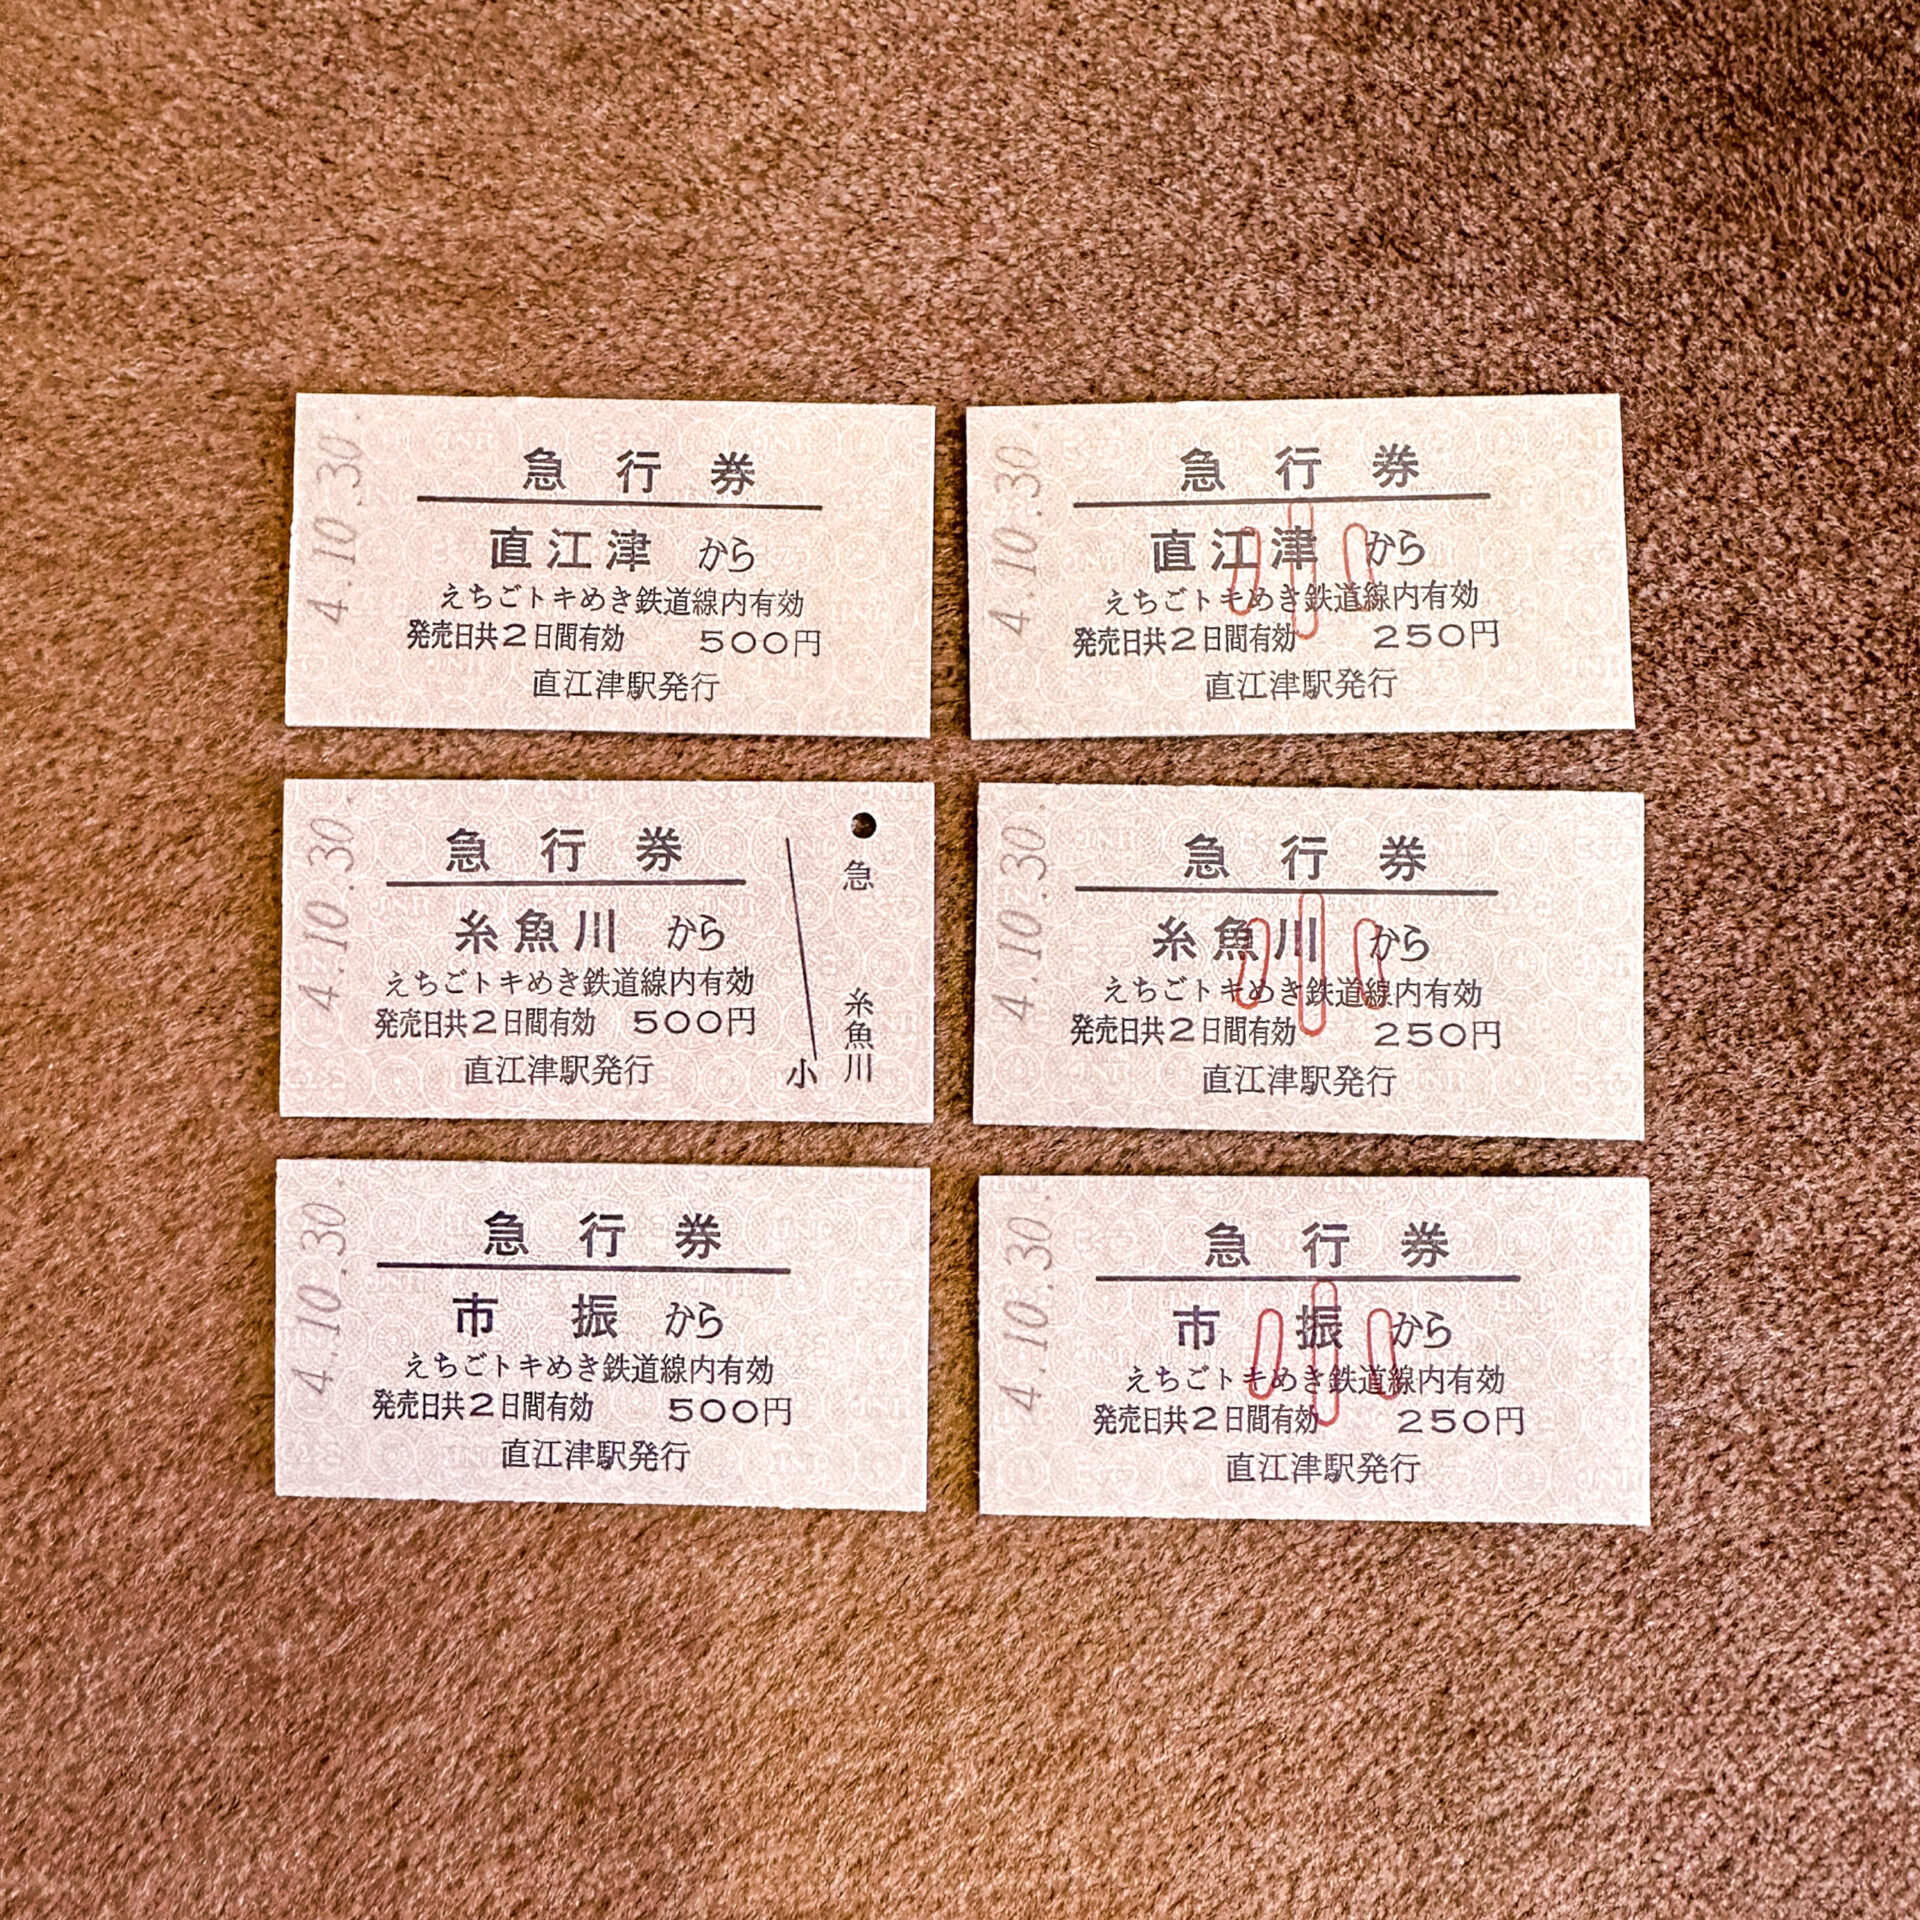 4.10.30.
急行券
直江津から
えちごトキめき鉄道線内有効
発売日共2日間有効 500円
直江津駅発行
4.10.30.
急行券
小
直江津から
えちごトキめき鉄道線内有効
発売日共2日間有効 250円
直江津駅発行
4.10.30.
急行券
糸魚川から
えちごトキめき鉄道線内有効
発売日共2日間有効 500円
直江津駅発行
小
急
糸魚川
4.10.30.
急行券
小
糸魚川から
えちごトキめき鉄道線内有効
発売日共2日間有効 250円
直江津駅発行
4.10.30.
急行券
市振から
えちごトキめき鉄道線内有効
発売日共2日間有効 500円
直江津駅発行
4.10.30.
急行券
小
市振から
えちごトキめき鉄道線内有効
発売日共2日間有効 250円
直江津駅発行